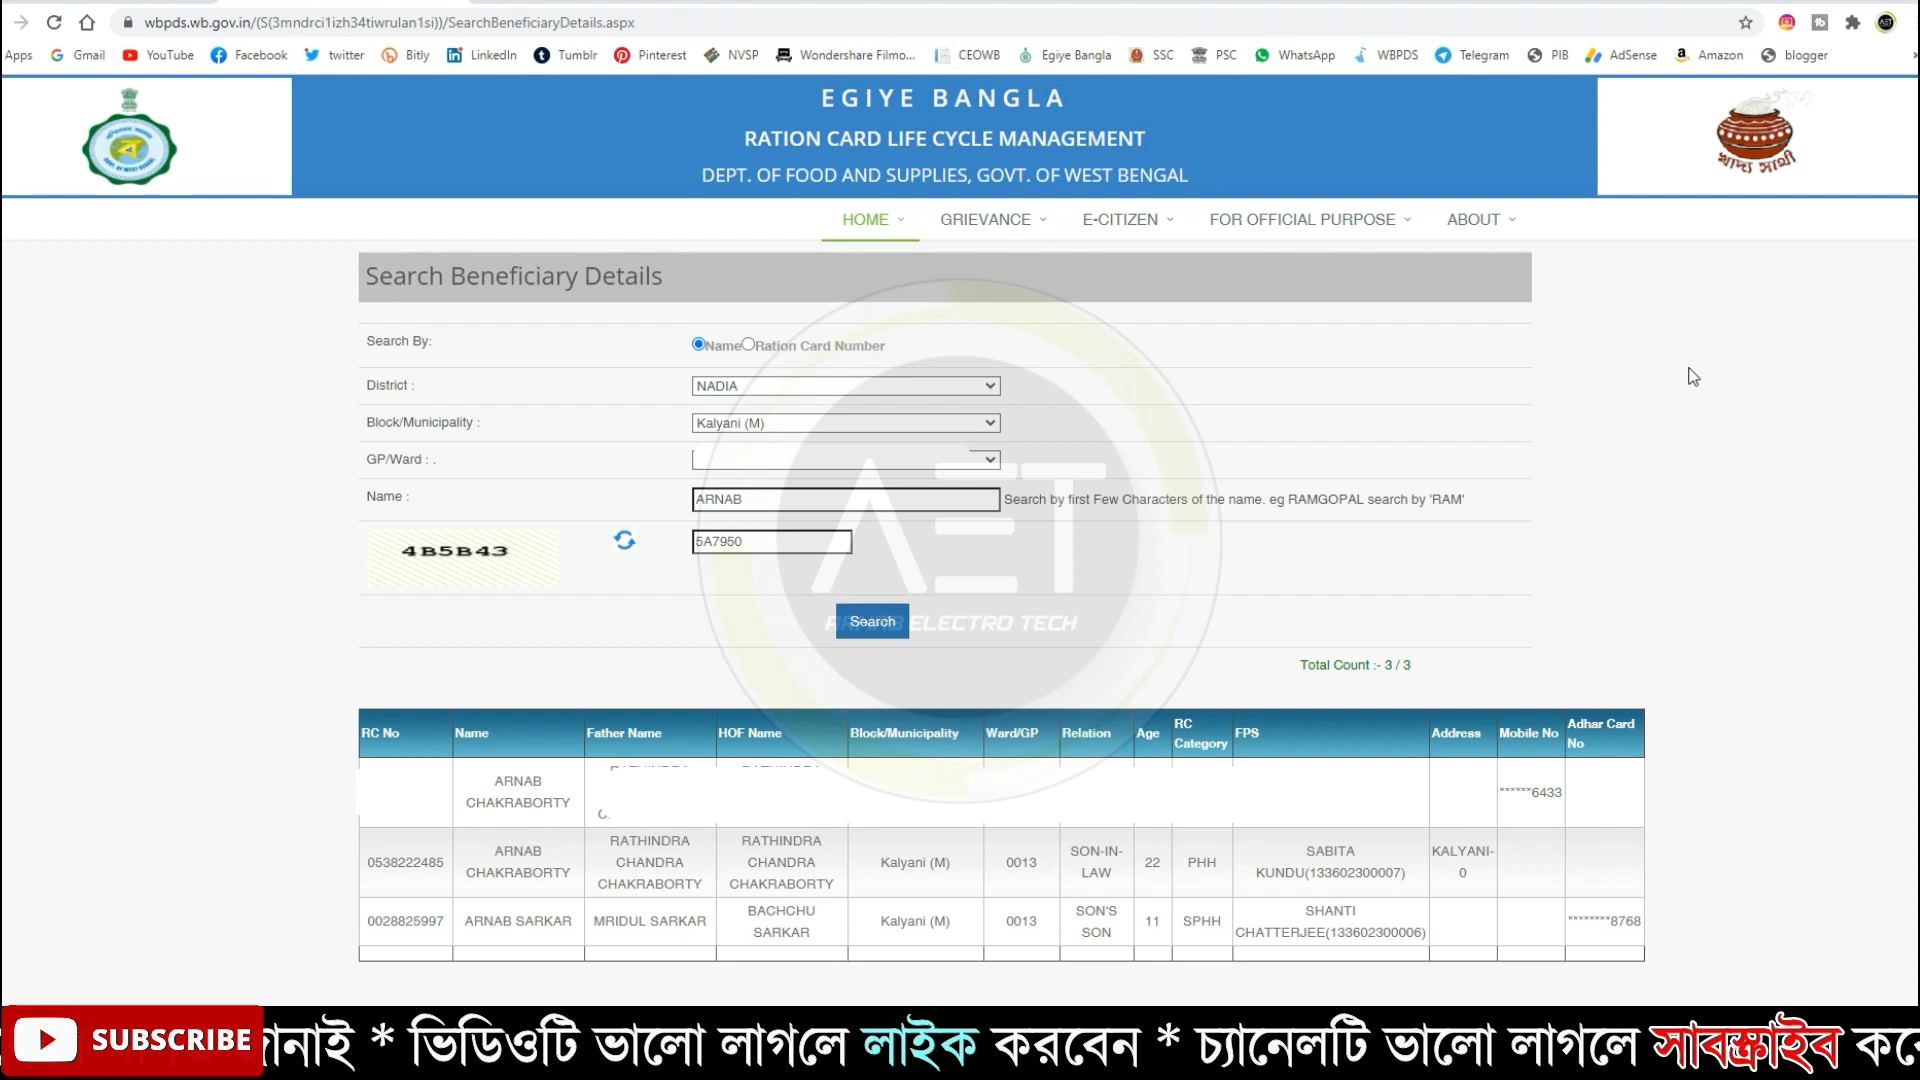 wbpds.wb.gov.in/(S(3mndrci1izh34tiwrulan1si))/SearchBeneficiaryDetails.aspx
Apps Gmail YouTube Facebook twitter Bitly LinkedIn Tumblr Pinterest NVSP Wondershare Filmo... CEOWB Egiye Bangla SSC PSC WhatsApp WBPDS Telegram PIB AdSense Amazon blogger
EGIYE BANGLA
RATION CARD LIFE CYCLE MANAGEMENT
DEPT. OF FOOD AND SUPPLIES, GOVT. OF WEST BENGAL
খাদ্য সাথী
HOME GRIEVANCE E-CITIZEN FOR OFFICIAL PURPOSE ABOUT
Search Beneficiary Details
Search By: Name Ration Card Number
District : NADIA
Block/Municipality : Kalyani (M)
GP/Ward : .
Name : ARNAB Search by first Few Characters of the name. eg RAMGOPAL search by 'RAM'
4B5B43 5A7950
AET
Search
ARNAB ELECTRO TECH
Total Count :- 3 / 3
RC No Name Father Name HOF Name Block/Municipality Ward/GP Relation Age RC Category FPS Address Mobile No Adhar Card No
ARNAB CHAKRABORTY ******6433
0538222485 ARNAB CHAKRABORTY RATHINDRA CHANDRA CHAKRABORTY RATHINDRA CHANDRA CHAKRABORTY Kalyani (M) 0013 SON-IN-LAW 22 PHH SABITA KUNDU(133602300007) KALYANI-0
0028825997 ARNAB SARKAR MRIDUL SARKAR BACHCHU SARKAR Kalyani (M) 0013 SON'S SON 11 SPHH SHANTI CHATTERJEE(133602300006) ********8768
SUBSCRIBE জানাই * ভিডিওটি ভালো লাগলে লাইক করবেন * চ্যানেলটি ভালো লাগলে সাবস্ক্রাইব করে